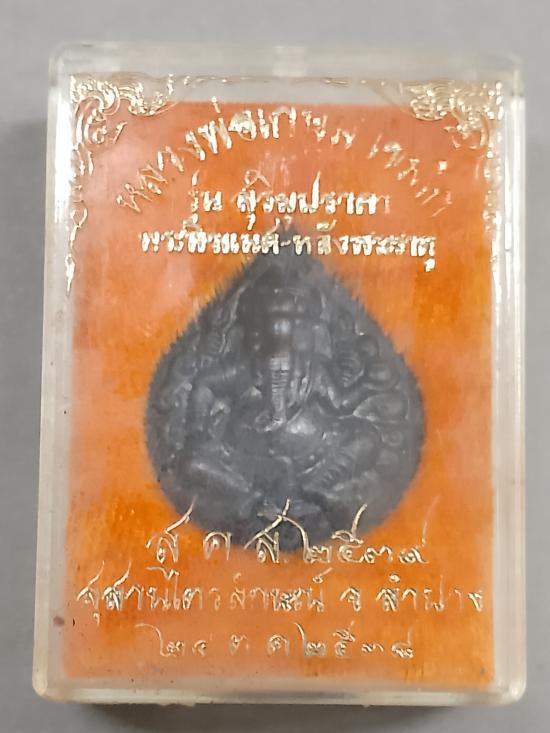 หลวงพ่อเกษม เขมโก
รุ่น สุริยุปราคา
พระพิฆเนศ-หลังพระธาตุ
ส ค ส ๒๕๓๙
สุสานไตรลักษณ์ จ ลำปาง
๒๔ ต ค ๒๕๓๘